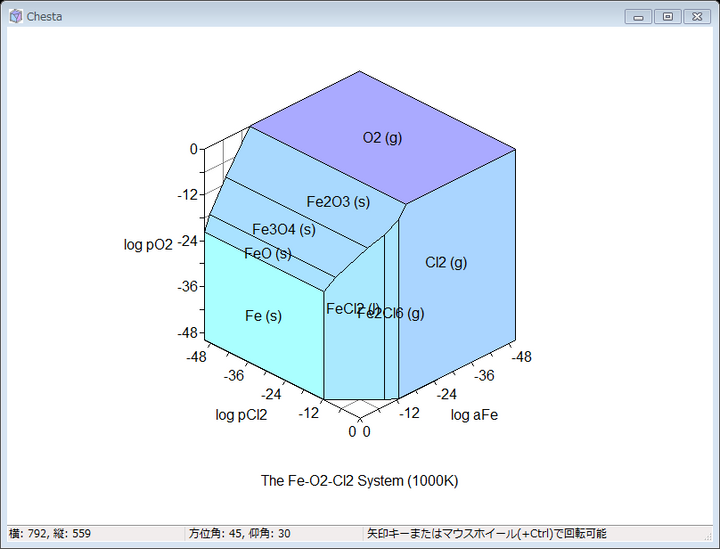 Chesta
O2 (g)
0
Fe2O3 (s)
-12
Fe3O4 (s)
log pO2
-24
FeO (s)
Cl2 (g)
-36
Fe (s)
FeCl2 (l)
Fe2Cl6 (g)
-48
-48
-48
-36
-36
-24
-24
log pCl2
-12
-12
log aFe
0
0
The Fe-O2-Cl2 System (1000K)
横: 792, 縦: 559
方位角: 45, 仰角: 30
矢印キーまたはマウスホイール(+Ctrl)で回転可能